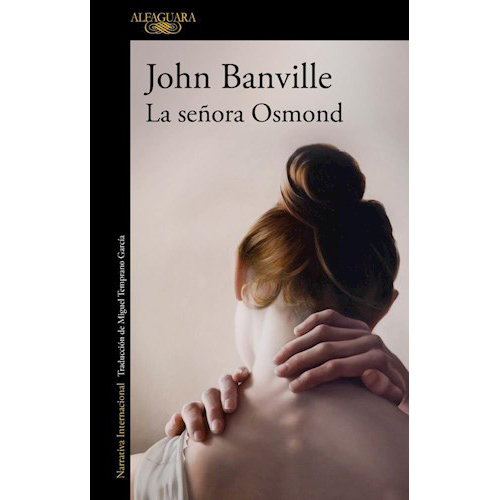 ALFAGUARA
John Banville
La señora Osmond
Narrativa Internacional Traducción de Miguel Temprano García